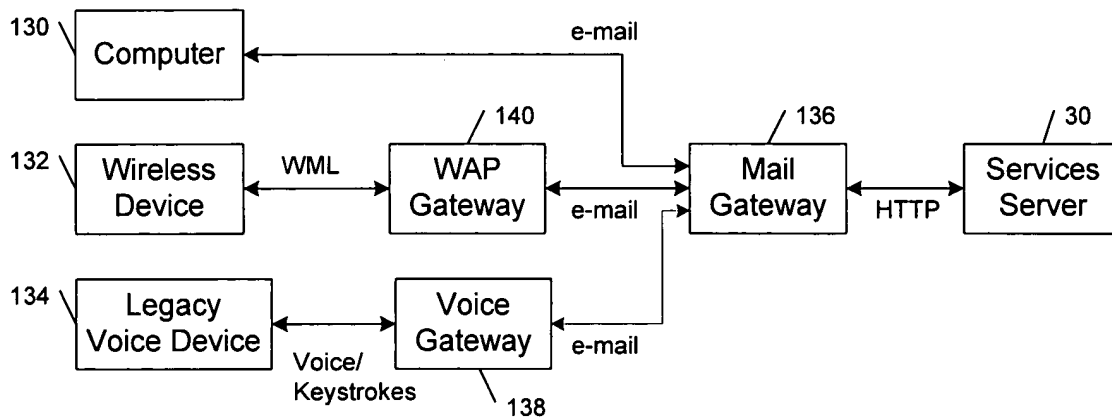 130
Computer
e-mail
140
136
30
132
Wireless
Device
WML
WAP
Gateway
e-mail
Mail
Gateway
HTTP
Services
Server
134
Legacy
Voice Device
Voice/
Keystrokes
Voice
Gateway
e-mail
138